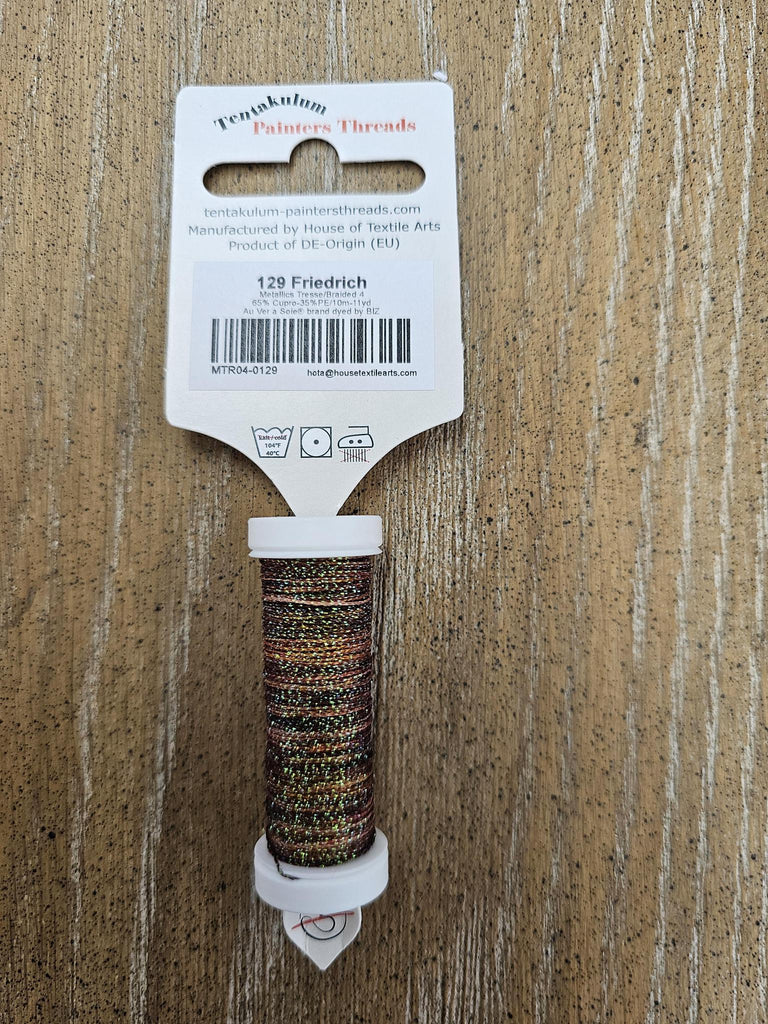 Tentakulum
Painters Threads
tentakulum-paintersthreads.com
Manufactured by House of Textile Arts
Product of DE-Origin (EU)
129 Friedrich
Metallics Tresse/Braided 4
65% Cupro-35%PE/10m-11yd
Au Ver a Soie® brand dyed by BIZ
MTR04-0129 hota@housetextilearts.com
104°F
40°C